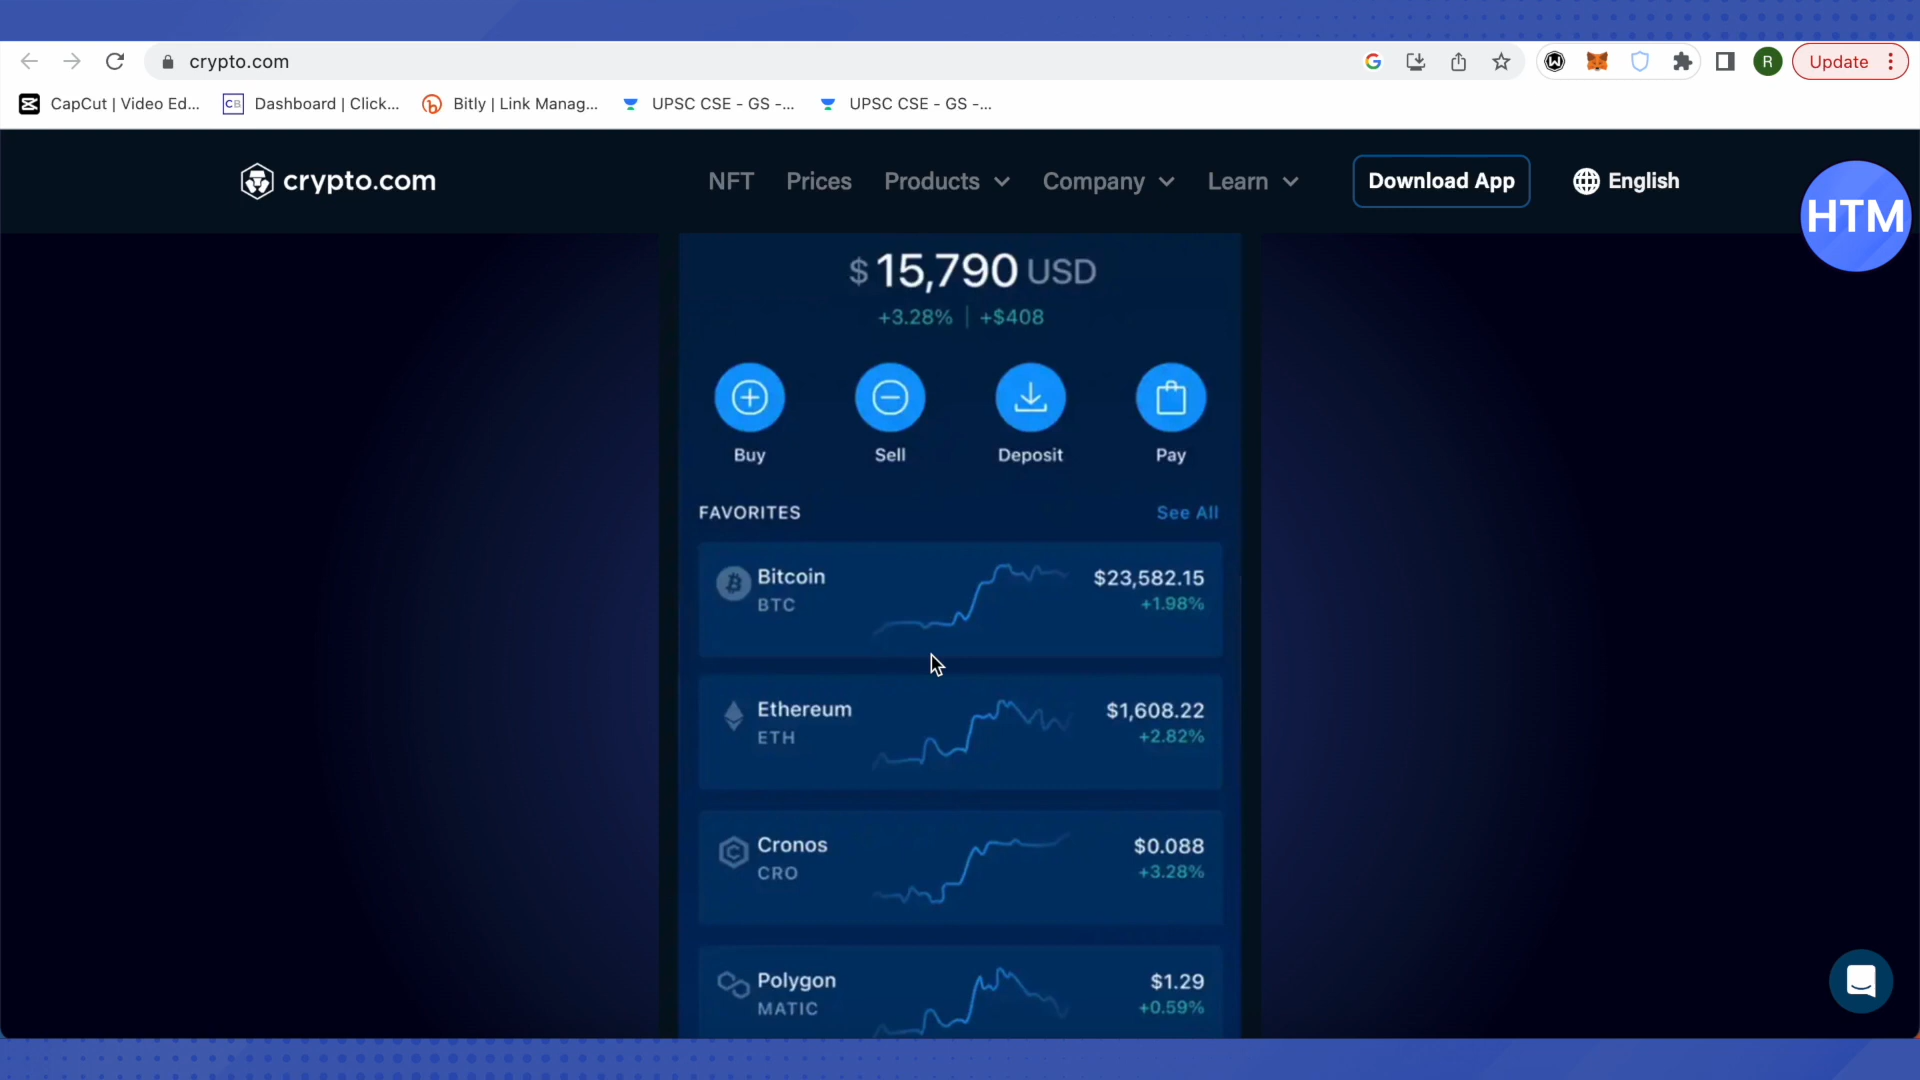 crypto.com
Update
CapCut | Video Ed...
Dashboard | Click...
Bitly | Link Manag...
UPSC CSE - GS -...
UPSC CSE - GS -...
crypto.com
NFT
Prices
Products
Company
Learn
Download App
English
HTM
$ 15,790 USD
+3.28% | +$408
Buy
Sell
Deposit
Pay
FAVORITES
See All
Bitcoin
BTC
$23,582.15
+1.98%
Ethereum
ETH
$1,608.22
+2.82%
Cronos
CRO
$0.088
+3.28%
Polygon
MATIC
$1.29
+0.59%